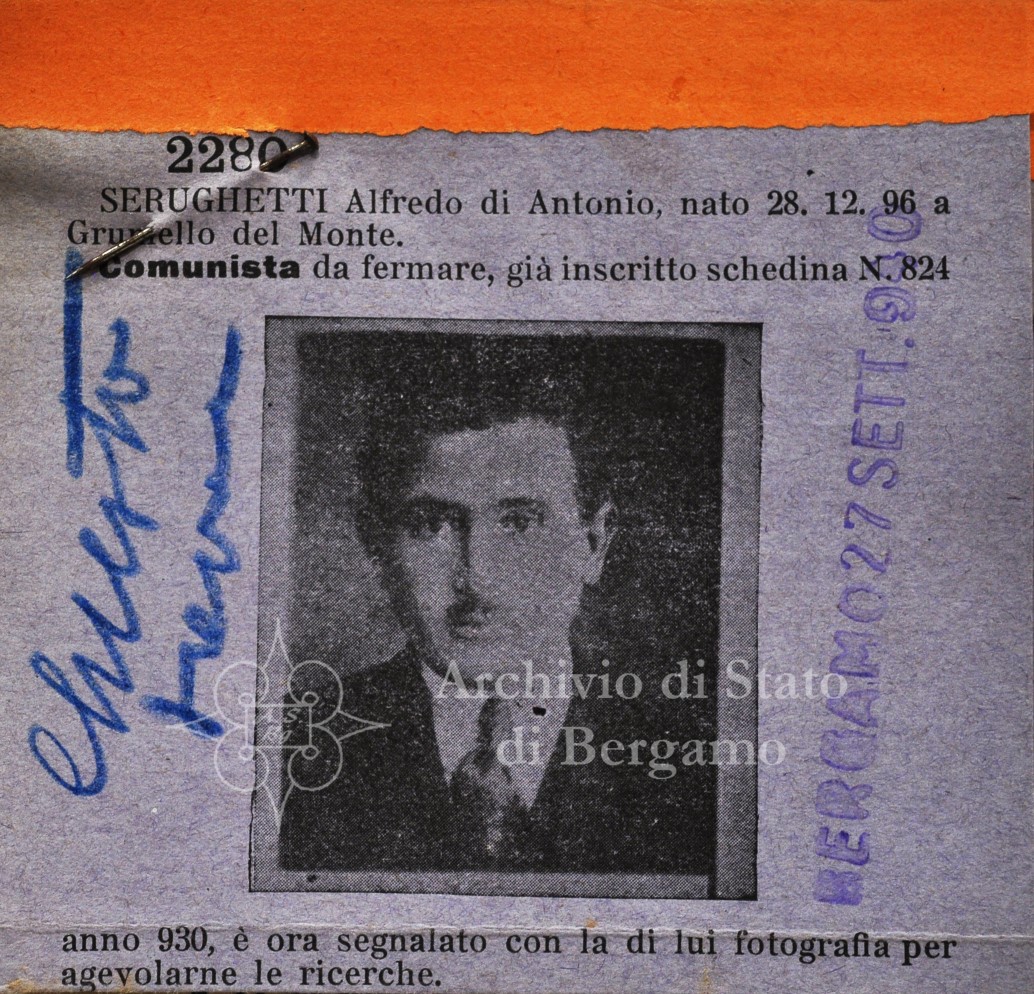 2280
SERUGHETTI Alfredo di Antonio, nato 28. 12. 96 a
Grumello del Monte.
Comunista da fermare, già inscritto schedina N. 824
BERGAMO 27 SETT. 930
Archivio di Stato
di Bergamo
anno 930, è ora segnalato con la di lui fotografia per
agevolarne le ricerche.